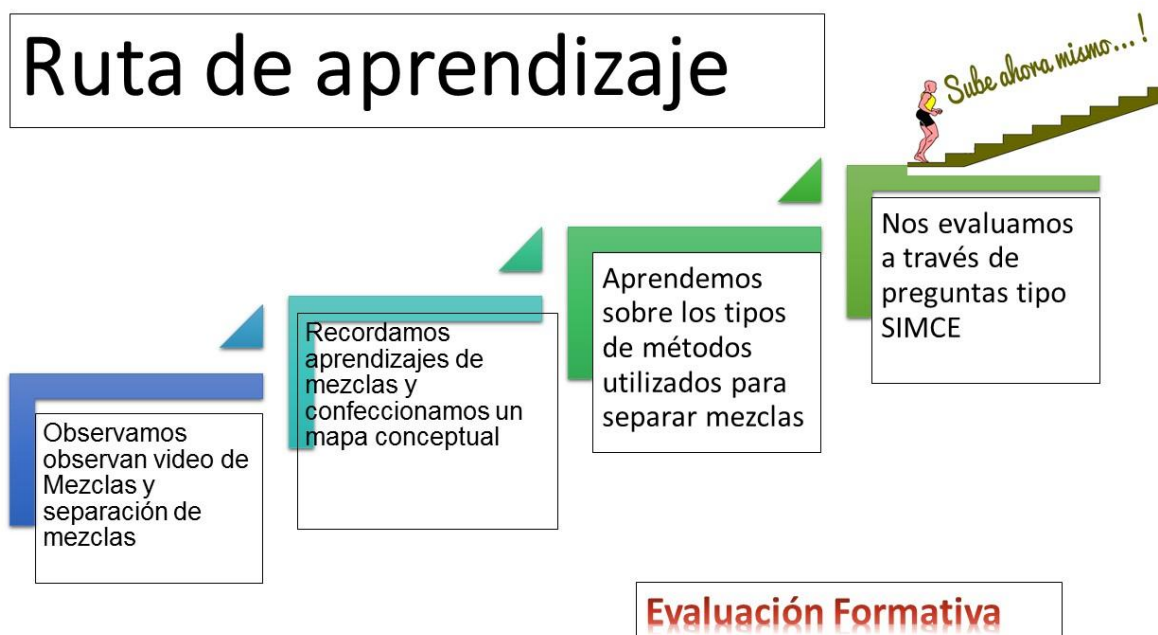 Ruta de aprendizaje
Sube ahora mismo...!
Observamos
observan video de
Mezclas y
separación de
mezclas
Recordamos
aprendizajes de
mezclas y
confeccionamos un
mapa conceptual
Aprendemos
sobre los tipos
de métodos
utilizados para
separar mezclas
Nos evaluamos
a través de
preguntas tipo
SIMCE
Evaluación Formativa